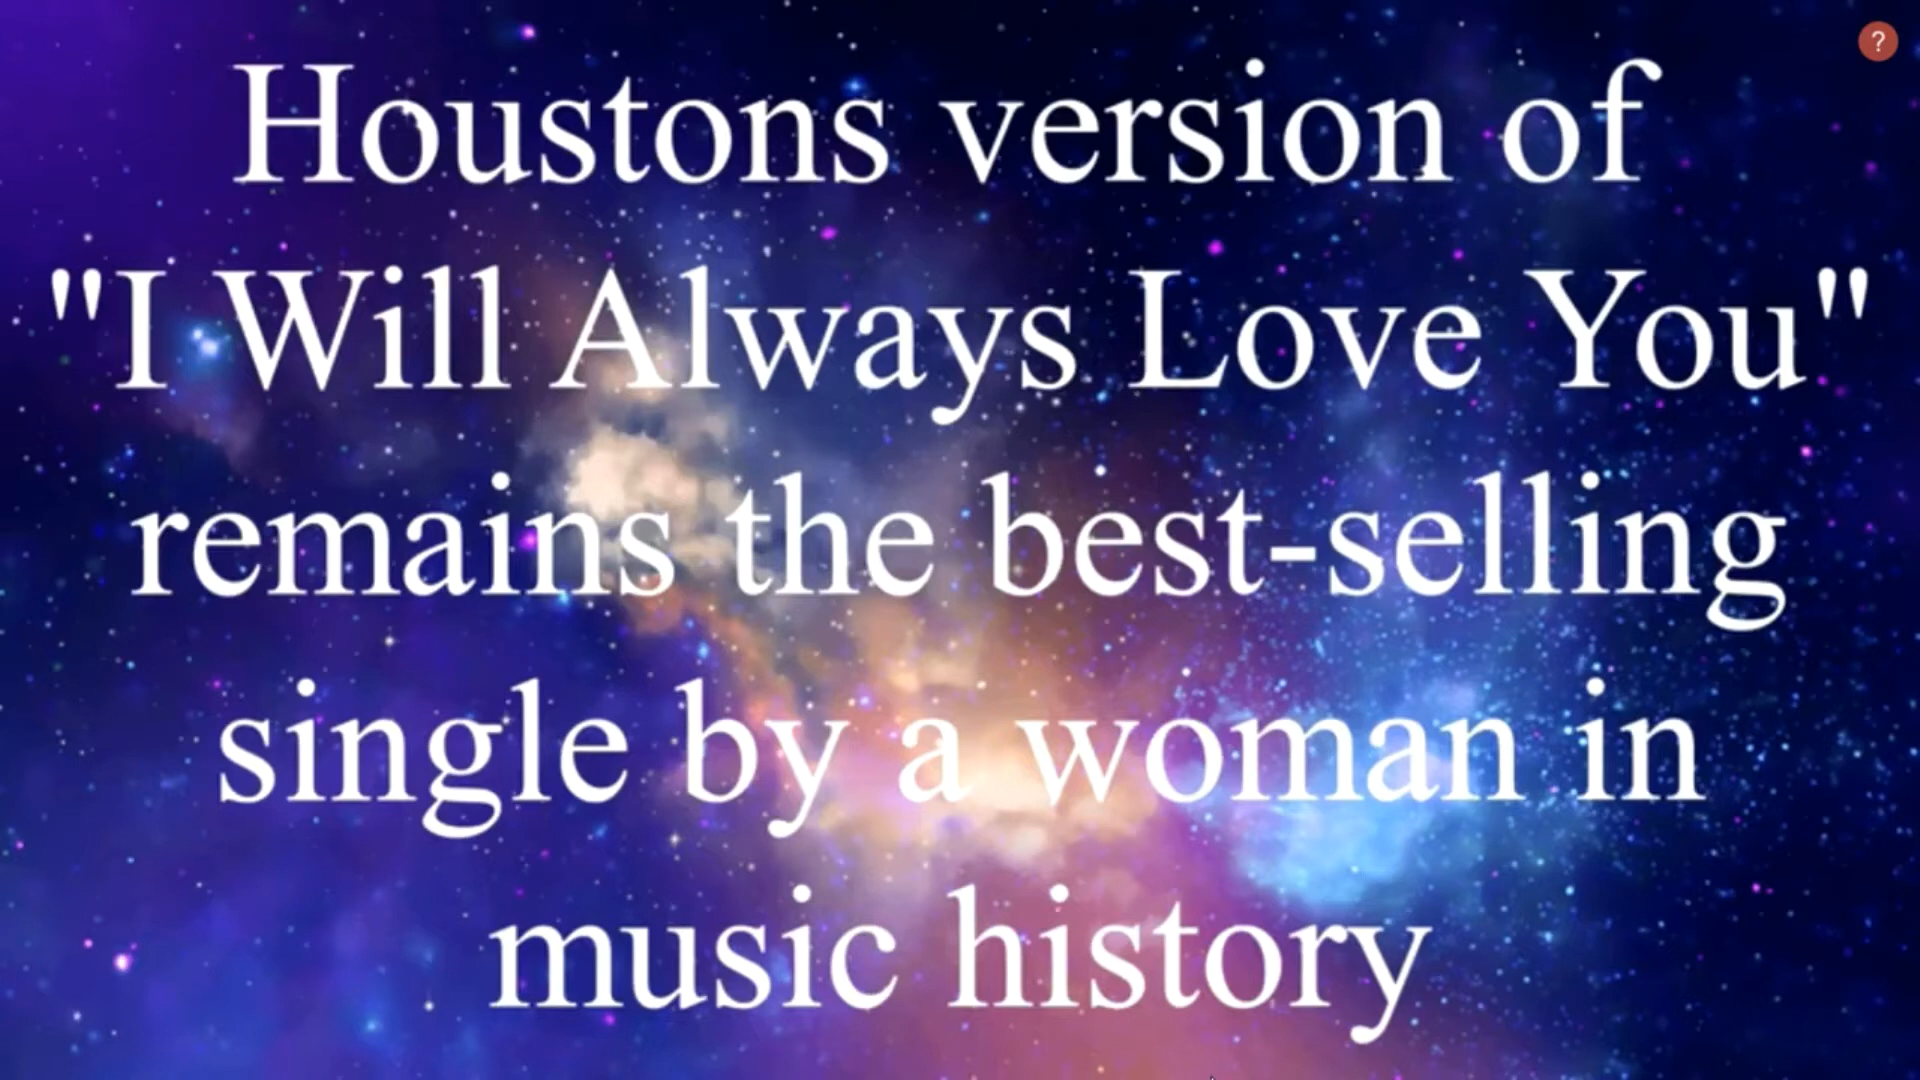 ?
Houstons version of
"I Will Always Love You"
remains the best-selling
single by a woman in
music history